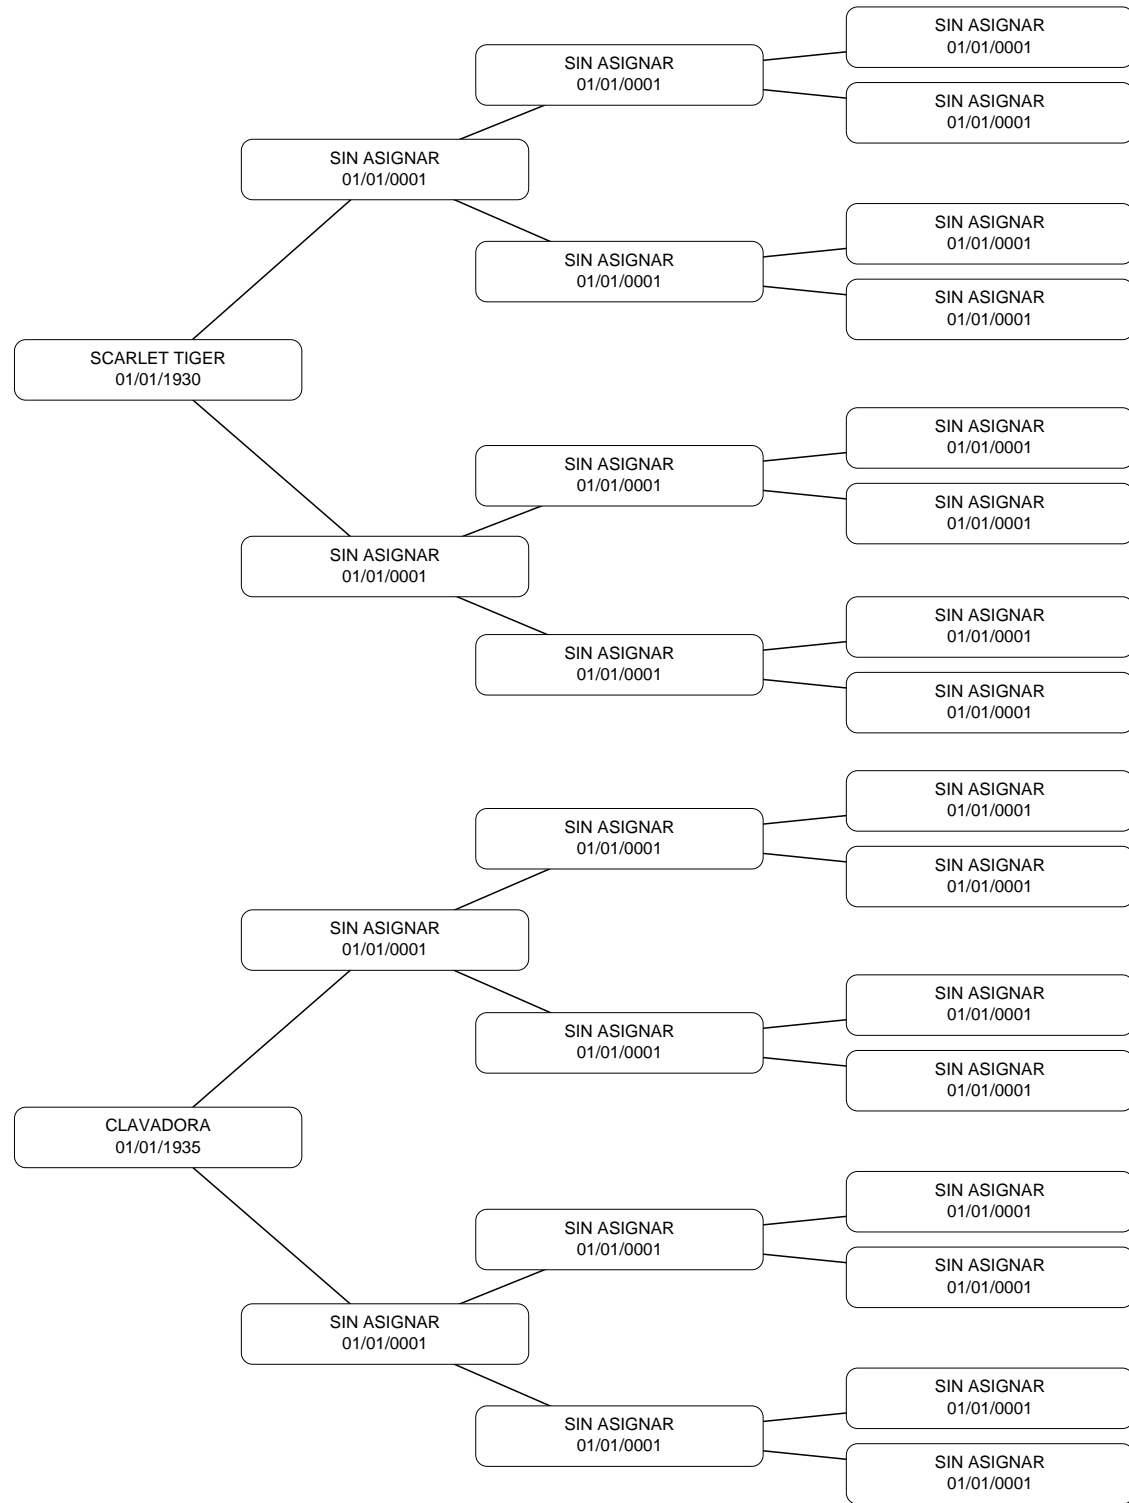 SIN ASIGNAR
01/01/0001
SIN ASIGNAR
01/01/0001
SIN ASIGNAR
01/01/0001
SIN ASIGNAR
01/01/0001
SIN ASIGNAR
01/01/0001
SIN ASIGNAR
01/01/0001
SIN ASIGNAR
01/01/0001
SCARLET TIGER
01/01/1930
SIN ASIGNAR
01/01/0001
SIN ASIGNAR
01/01/0001
SIN ASIGNAR
01/01/0001
SIN ASIGNAR
01/01/0001
SIN ASIGNAR
01/01/0001
SIN ASIGNAR
01/01/0001
SIN ASIGNAR
01/01/0001
SIN ASIGNAR
01/01/0001
SIN ASIGNAR
01/01/0001
SIN ASIGNAR
01/01/0001
SIN ASIGNAR
01/01/0001
SIN ASIGNAR
01/01/0001
SIN ASIGNAR
01/01/0001
SIN ASIGNAR
01/01/0001
CLAVADORA
01/01/1935
SIN ASIGNAR
01/01/0001
SIN ASIGNAR
01/01/0001
SIN ASIGNAR
01/01/0001
SIN ASIGNAR
01/01/0001
SIN ASIGNAR
01/01/0001
SIN ASIGNAR
01/01/0001
SIN ASIGNAR
01/01/0001